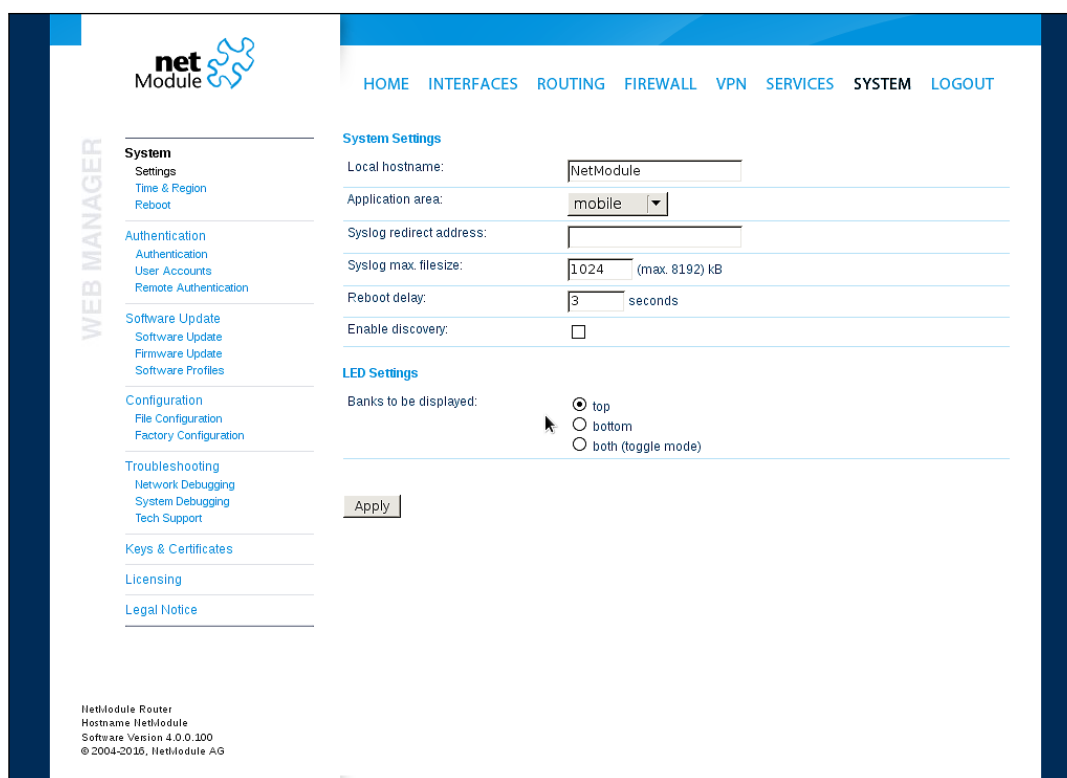 net
Module
HOME INTERFACES ROUTING FIREWALL VPN SERVICES SYSTEM LOGOUT
WEB MANAGER
System
Settings
Time & Region
Reboot
Authentication
Authentication
User Accounts
Remote Authentication
Software Update
Software Update
Firmware Update
Software Profiles
Configuration
File Configuration
Factory Configuration
Troubleshooting
Network Debugging
System Debugging
Tech Support
Keys & Certificates
Licensing
Legal Notice
System Settings
Local hostname: NetModule
Application area: mobile
Syslog redirect address:
Syslog max. filesize: 1024 (max. 8192) kB
Reboot delay: 3 seconds
Enable discovery:
LED Settings
Banks to be displayed: top
bottom
both (toggle mode)
Apply
NetModule Router
Hostname NetModule
Software Version 4.0.0.100
© 2004-2016, NetModule AG